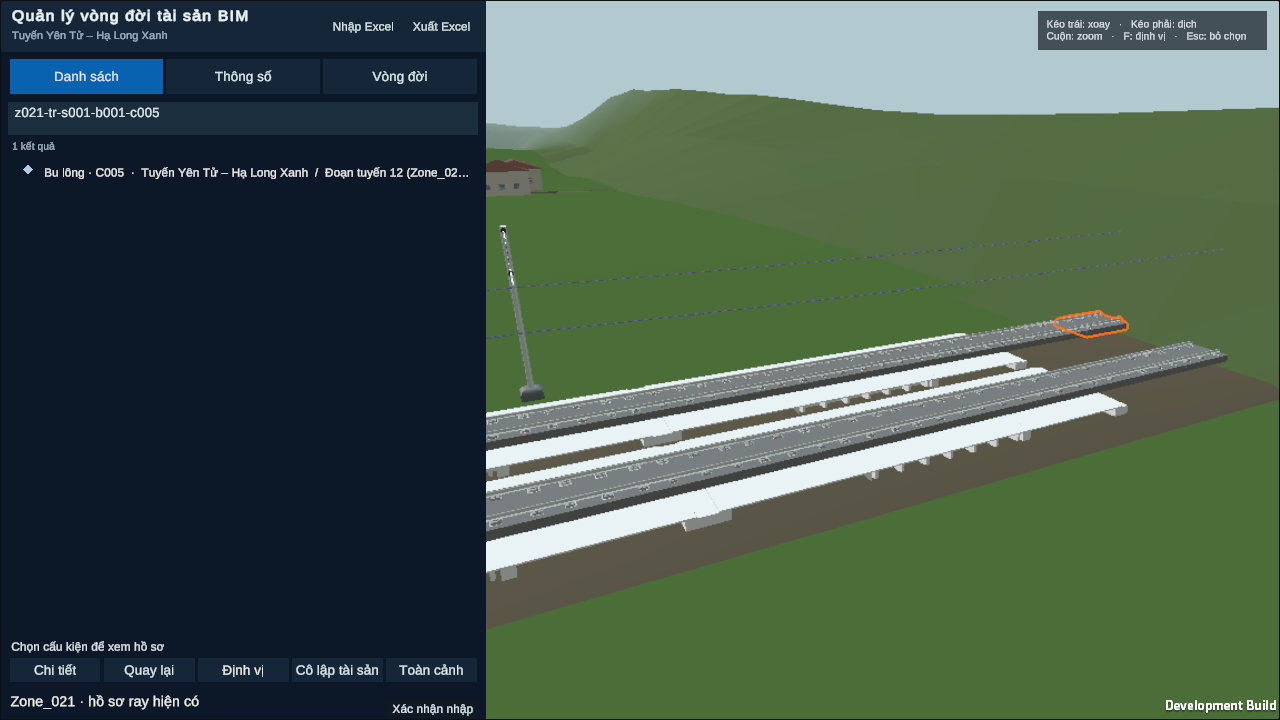 Quản lý vòng đời tài sản BIM
Tuyến Yên Tử – Hạ Long Xanh
Nhập Excel
Xuất Excel
Danh sách
Thông số
Vòng đời
z021-tr-s001-b001-c005
1 kết quả
Bu lông · C005 · Tuyến Yên Tử – Hạ Long Xanh / Đoạn tuyến 12 (Zone_02...
Chọn cấu kiện để xem hồ sơ
Chi tiết
Quay lại
Định vị
Cô lập tài sản
Toàn cảnh
Zone_021 · hồ sơ ray hiện có
Xác nhận nhập
Kéo trái: xoay · Kéo phải: dịch
Cuộn: zoom · F: định vị · Esc: bỏ chọn
Development Build